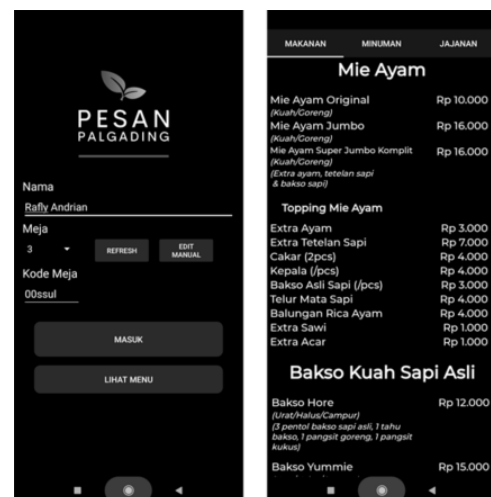 PESAN
PALGADING
Nama
Rafly Andrian
Meja
3
REFRESH
EDIT
MANUAL
Kode Meja
00ssul
MASUK
LIHAT MENU
MAKANAN MINUMAN JAJANAN
Mie Ayam
Mie Ayam Original Rp 10.000
(Kuah/Goreng)
Mie Ayam Jumbo Rp 16.000
(Kuah/Goreng)
Mie Ayam Super Jumbo Komplit Rp 16.000
(Kuah/Goreng)
(Extra ayam, tetelan sapi
& bakso sapi)
Topping Mie Ayam
Extra Ayam Rp 3.000
Extra Tetelan Sapi Rp 7.000
Cakar (2pcs) Rp 4.000
Kepala (/pcs) Rp 4.000
Bakso Asli Sapi (/pcs) Rp 3.000
Telur Mata Sapi Rp 4.000
Balungan Rica Ayam Rp 4.000
Extra Sawi Rp 1.000
Extra Acar Rp 1.000
Bakso Kuah Sapi Asli
Bakso Hore Rp 12.000
(Urat/Halus/Campur)
(3 pentol bakso sapi asli, 1 tahu
bakso, 1 pangsit goreng, 1 pangsit
kukus)
Bakso Yummie Rp 15.000